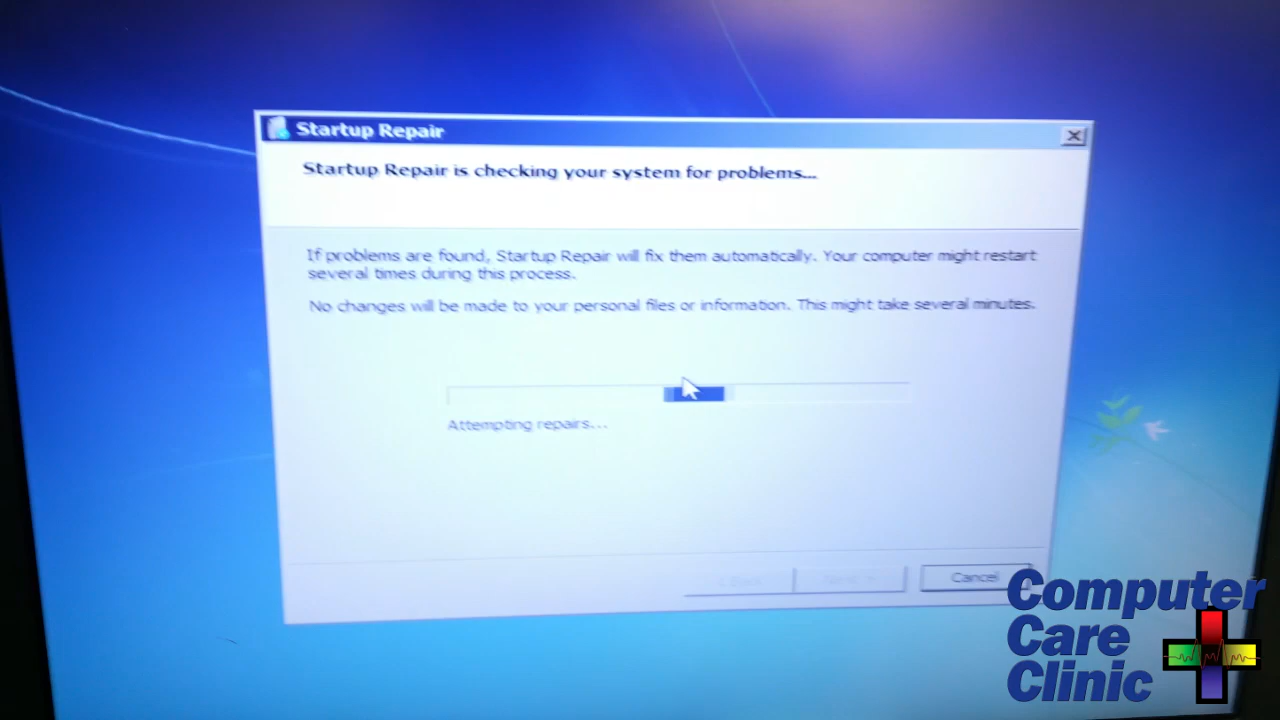 Startup Repair
Startup Repair is checking your system for problems...
If problems are found, Startup Repair will fix them automatically. Your computer might restart
several times during this process.
No changes will be made to your personal files or information. This might take several minutes.
Attempting repairs...
< Back
Next >
Cancel
Computer
Care
Clinic